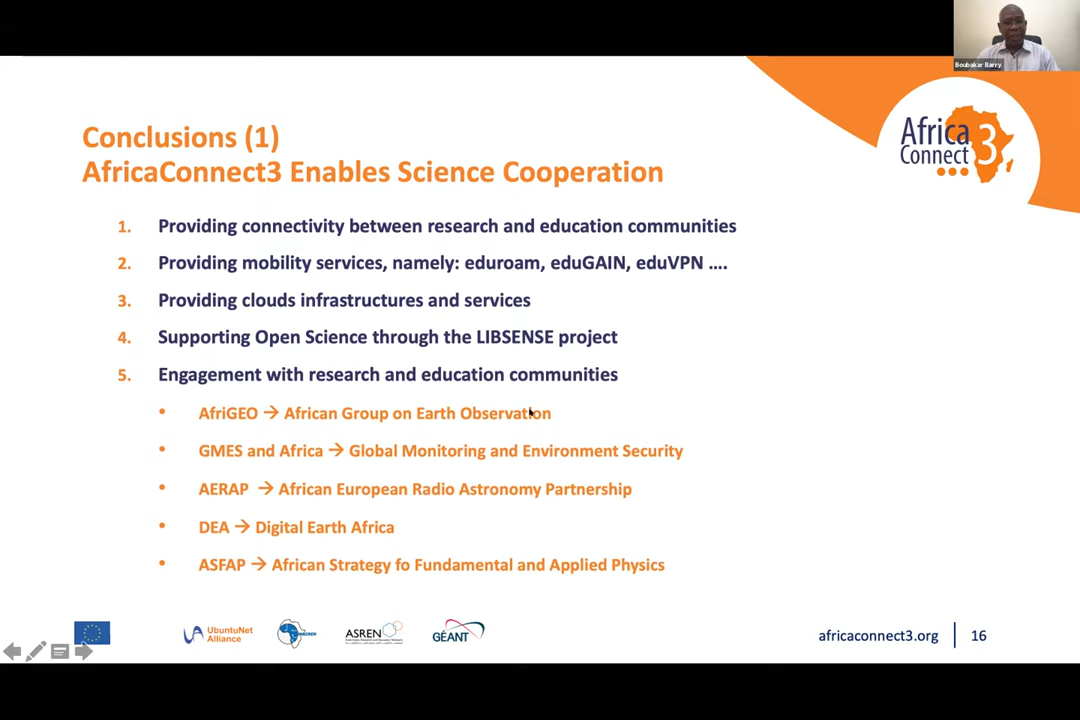 Boubakar Barry
Africa
Connect 3
Conclusions (1)
AfricaConnect3 Enables Science Cooperation
1. Providing connectivity between research and education communities
2. Providing mobility services, namely: eduroam, eduGAIN, eduVPN ....
3. Providing clouds infrastructures and services
4. Supporting Open Science through the LIBSENSE project
5. Engagement with research and education communities
• AfriGEO → African Group on Earth Observation
• GMES and Africa → Global Monitoring and Environment Security
• AERAP → African European Radio Astronomy Partnership
• DEA → Digital Earth Africa
• ASFAP → African Strategy fo Fundamental and Applied Physics
UbuntuNet
Alliance
ASREN
GÉANT
africaconnect3.org
16